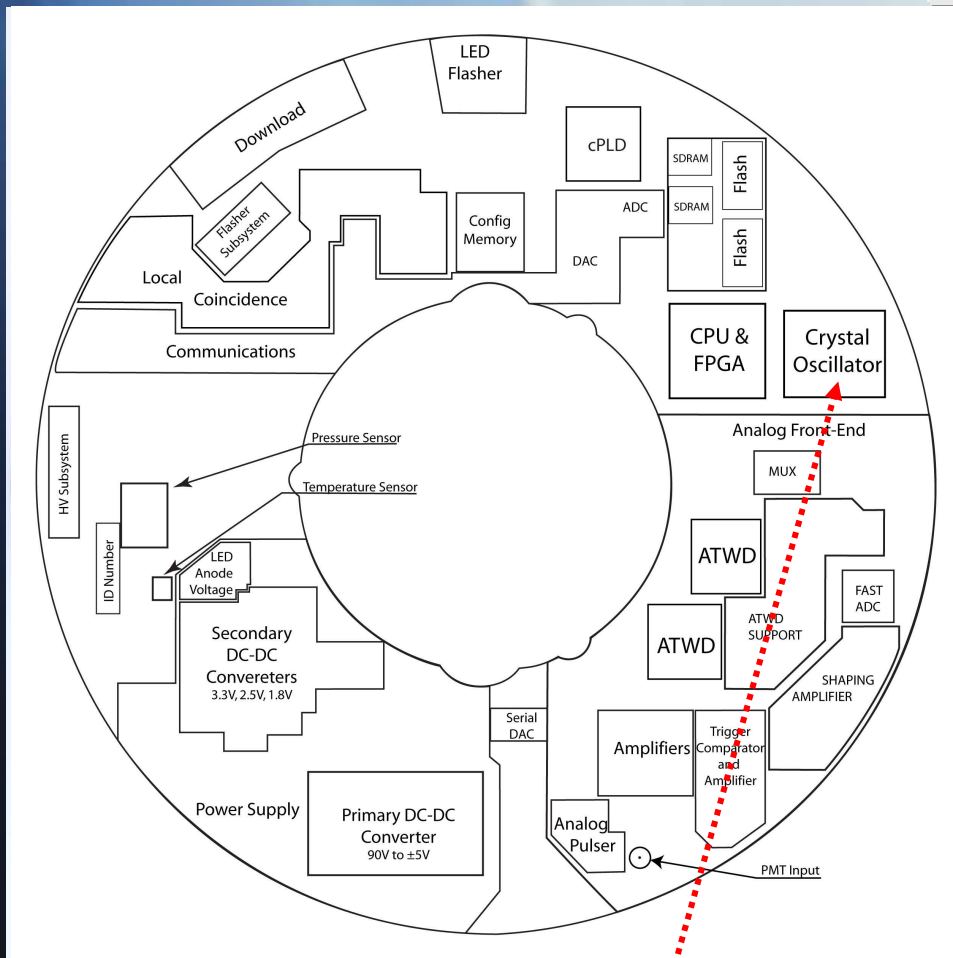 LED
Flasher
Download
cPLD
SDRAM
Flash
SDRAM
Flash
ADC
DAC
Config
Memory
Flasher
Subsystem
Local
Coincidence
Communications
CPU &
FPGA
Crystal
Oscillator
Analog Front-End
MUX
Pressure Sensor
Temperature Sensor
HV Subsystem
ID Number
LED
Anode
Voltage
ATWD
ATWD
ATWD
SUPPORT
FAST
ADC
Secondary
DC-DC
Convereters
3.3V, 2.5V, 1.8V
SHAPING
AMPLIFIER
Serial
DAC
Amplifiers
Trigger
Comparator
and
Amplifier
Power Supply
Primary DC-DC
Converter
90V to ±5V
Analog
Pulser
PMT Input